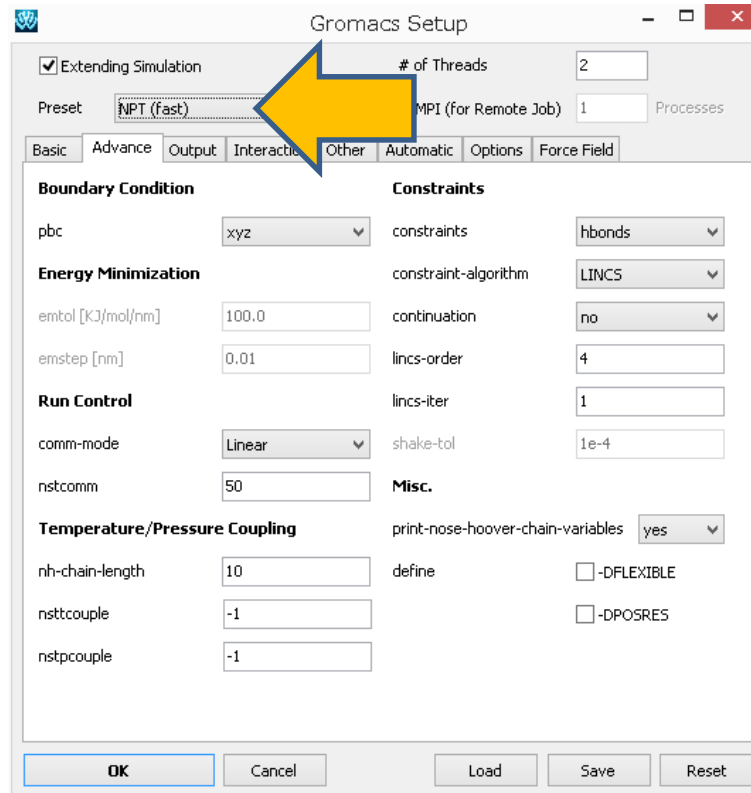 Gromacs Setup
Extending Simulation # of Threads 2
Preset NPT (fast) MPI (for Remote Job) 1 Processes
Basic Advance Output Interaction Other Automatic Options Force Field
Boundary Condition Constraints
pbc xyz constraints hbonds
Energy Minimization constraint-algorithm LINCS
emtol [KJ/mol/nm] 100.0 continuation no
emstep [nm] 0.01 lincs-order 4
Run Control lincs-iter 1
comm-mode Linear shake-tol 1e-4
nstcomm 50 Misc.
Temperature/Pressure Coupling print-nose-hoover-chain-variables yes
nh-chain-length 10 define -DFLEXIBLE
nsttcouple -1 -DPOSRES
nstpcouple -1
OK Cancel Load Save Reset